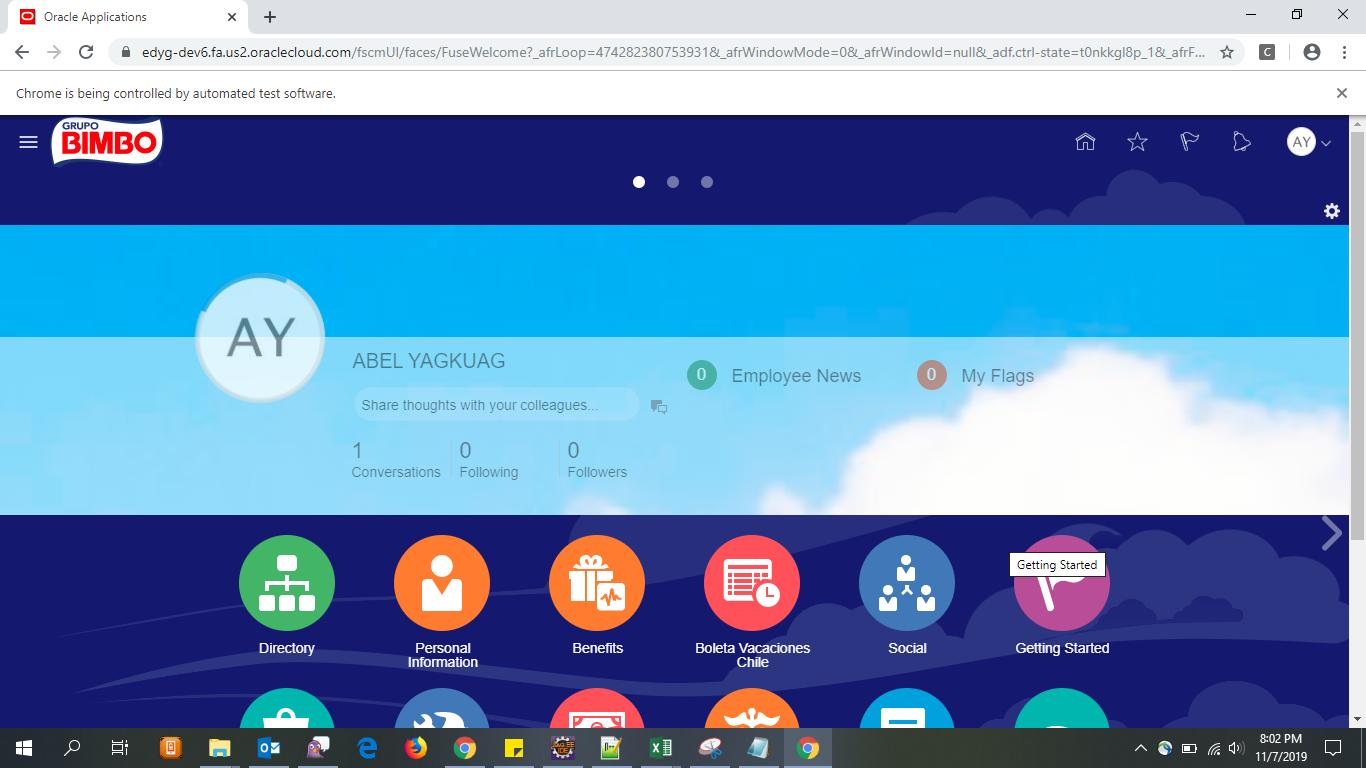 Oracle Applications
edyg-dev6.fa.us2.oraclecloud.com/fscmUI/faces/FuseWelcome?_afrLoop=474282380753931&_afrWindowMode=0&_afrWindowId=null&_adf.ctrl-state=t0nkkgl8p_1&_afrF...
C
Chrome is being controlled by automated test software.
GRUPO
BIMBO
AY
AY
ABEL YAGKUAG
Share thoughts with your colleagues...
1
Conversations
0
Following
0
Followers
0 Employee News
0 My Flags
Getting Started
Directory
Personal
Information
Benefits
Boleta Vacaciones
Chile
Social
Getting Started
8:02 PM
11/7/2019